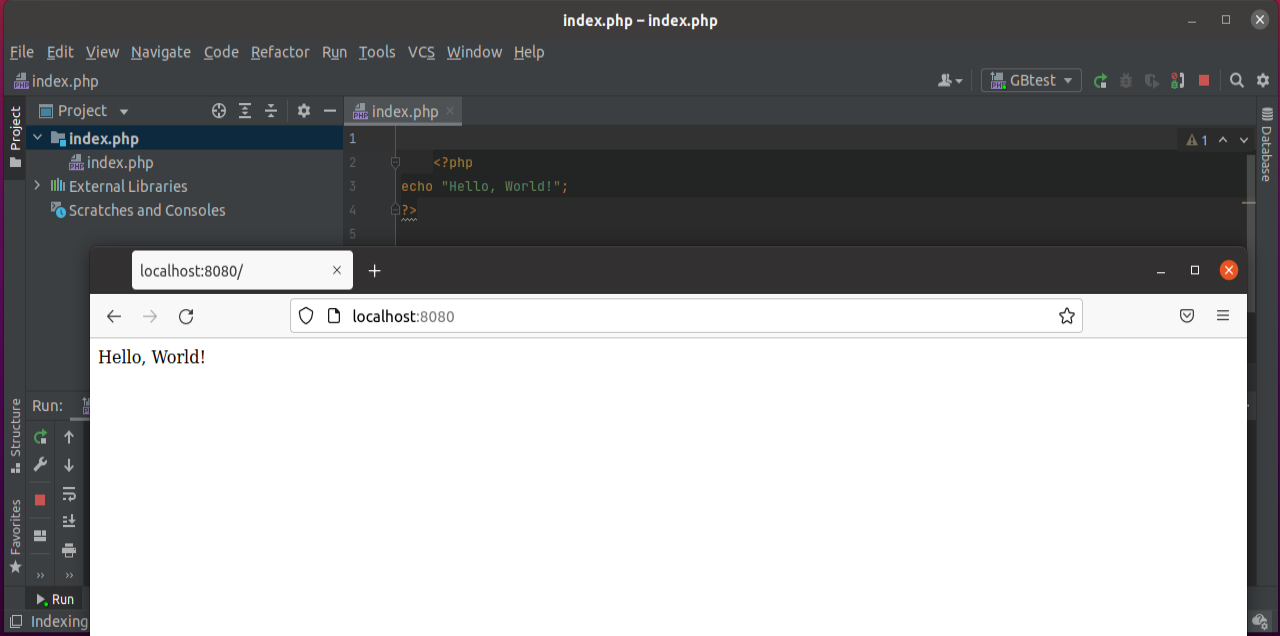 index.php – index.php
File Edit View Navigate Code Refactor Run Tools VCS Window Help
index.php
GBtest
Project
Project
index.php
1
index.php
1
index.php
2 <?php
External Libraries
3 echo "Hello, World!";
Scratches and Consoles
4 ?>
5
Database
localhost:8080/
localhost:8080
Hello, World!
Run:
Structure
Favorites
Run
Indexing